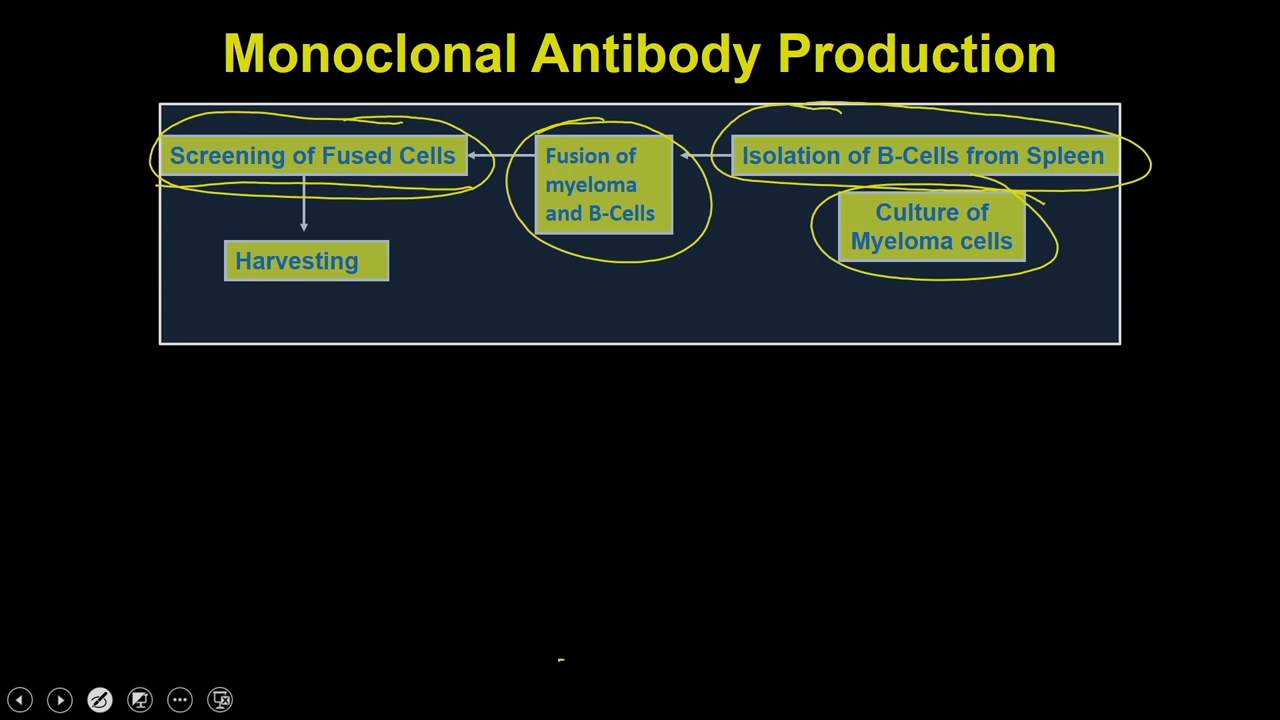 Monoclonal Antibody Production
Screening of Fused Cells
Fusion of
myeloma
and B-Cells
Isolation of B-Cells from Spleen
Culture of
Myeloma cells
Harvesting